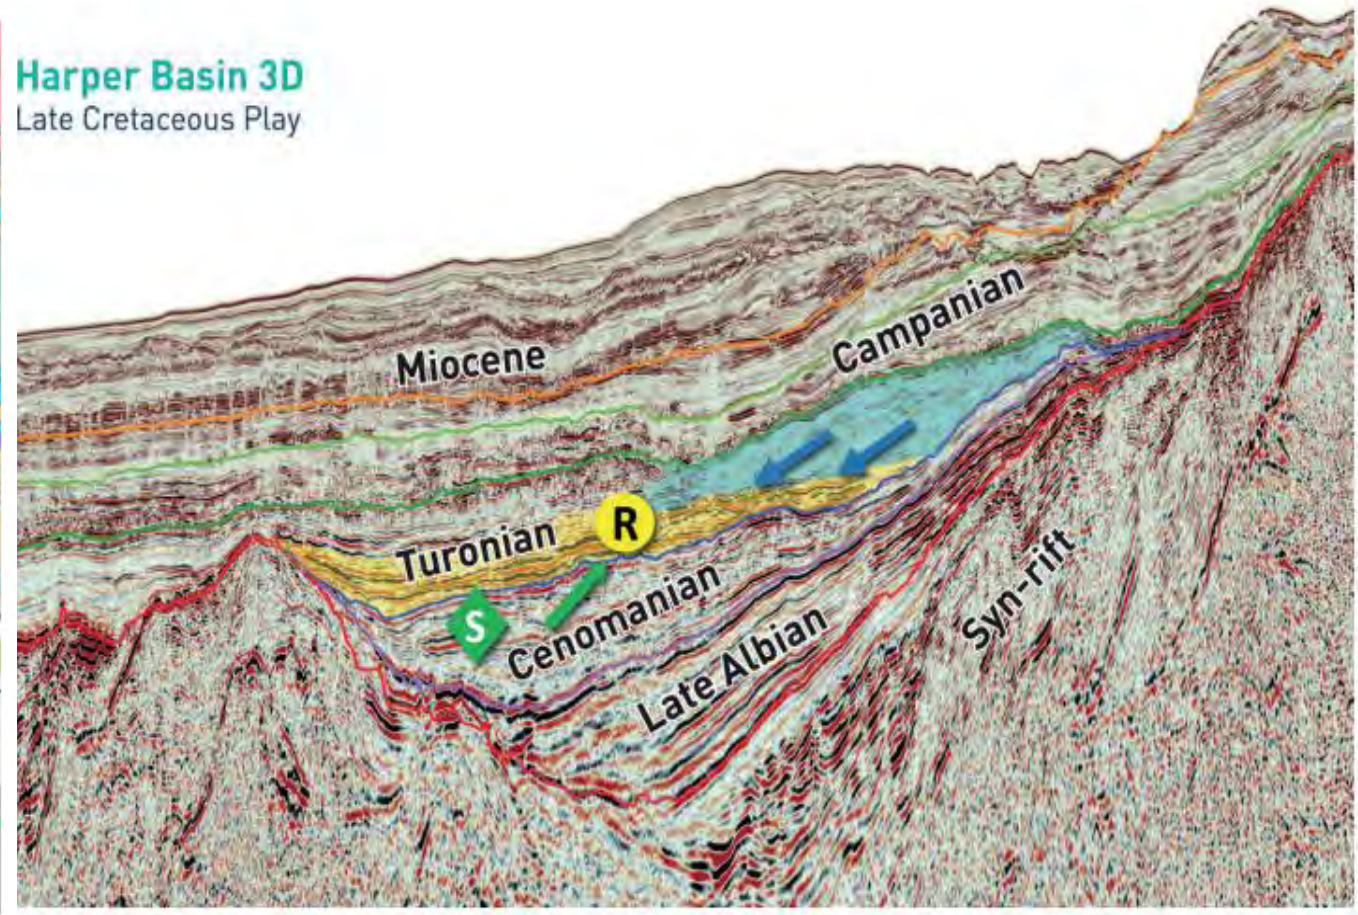 Harper Basin 3D
Late Cretaceous Play
Miocene
Campanian
Turonian
R
S
Cenomanian
Late Albian
Syn-rift